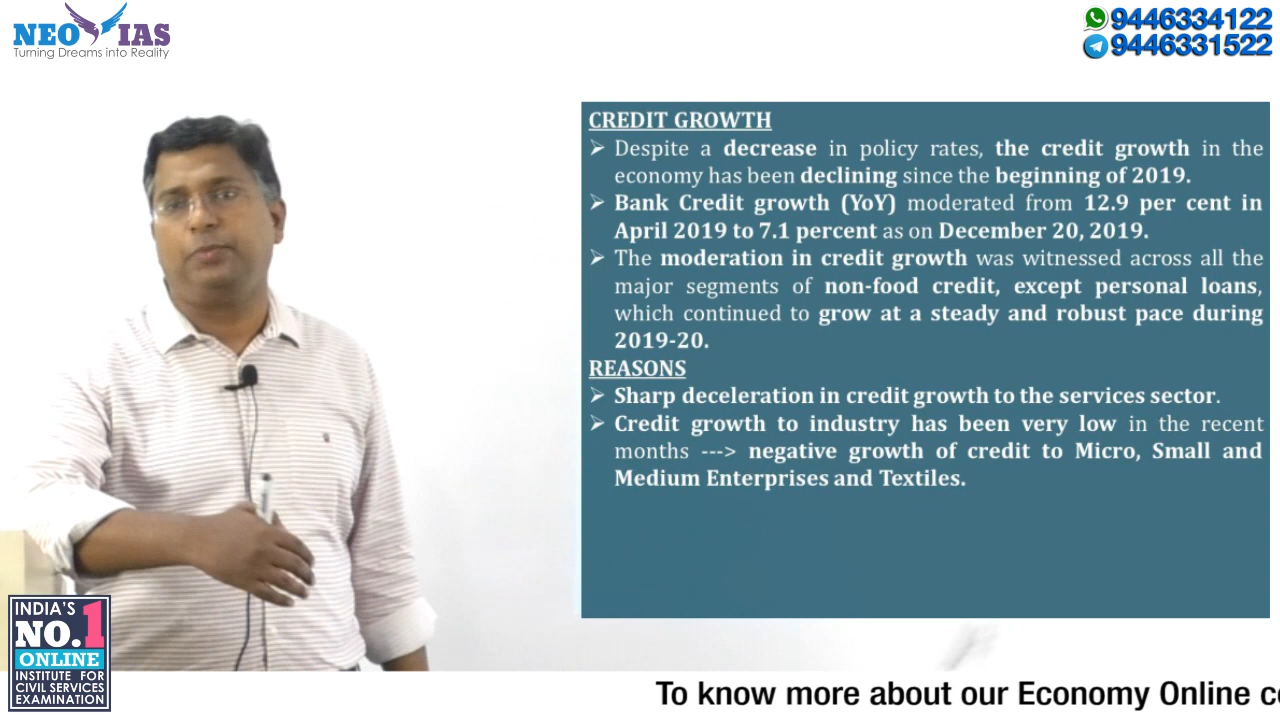 NEO IAS
Turning Dreams into Reality
9446334122
9446331522
CREDIT GROWTH
➢ Despite a decrease in policy rates, the credit growth in the
economy has been declining since the beginning of 2019.
➢ Bank Credit growth (YoY) moderated from 12.9 per cent in
April 2019 to 7.1 percent as on December 20, 2019.
➢ The moderation in credit growth was witnessed across all the
major segments of non-food credit, except personal loans,
which continued to grow at a steady and robust pace during
2019-20.
REASONS
➢ Sharp deceleration in credit growth to the services sector.
➢ Credit growth to industry has been very low in the recent
months ---> negative growth of credit to Micro, Small and
Medium Enterprises and Textiles.
INDIA'S
NO.1
ONLINE
INSTITUTE FOR
CIVIL SERVICES
EXAMINATION
To know more about our Economy Online